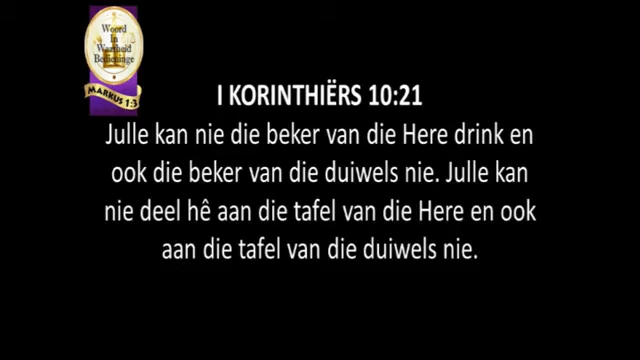 Woord
In
Waarheid
Bedieninge
MARKUS 1:3
I KORINTHIËRS 10:21
Julle kan nie die beker van die Here drink en
ook die beker van die duiwels nie. Julle kan
nie deel hê aan die tafel van die Here en ook
aan die tafel van die duiwels nie.